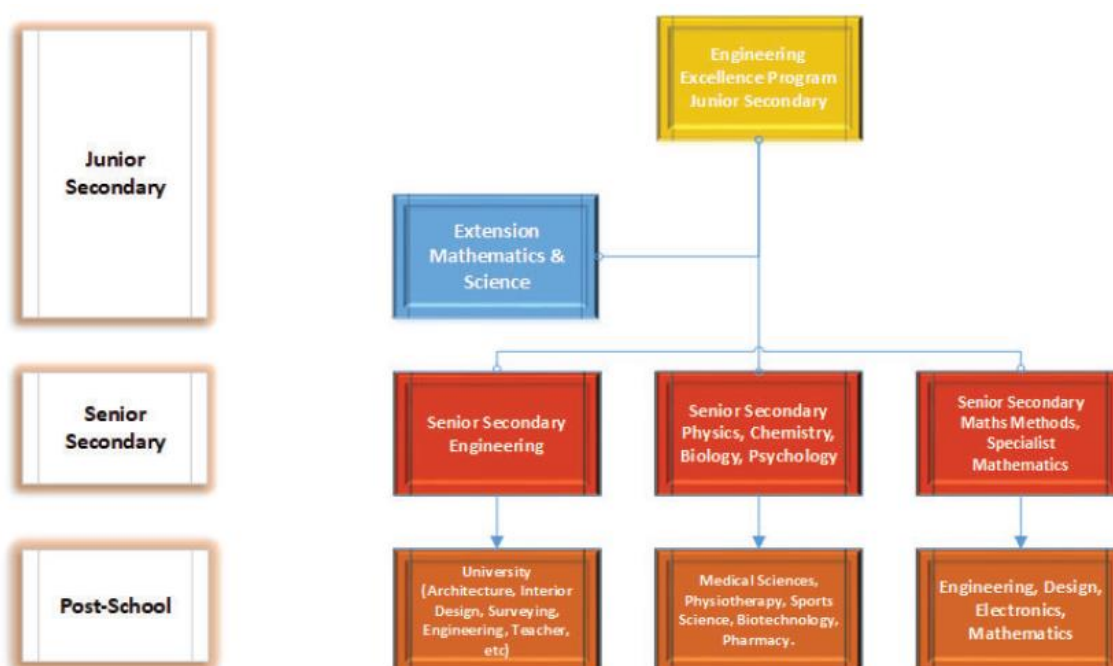 Engineering
Excellence Program
Junior Secondary
Junior
Secondary
Extension
Mathematics &
Science
Senior
Secondary
Senior Secondary
Engineering
Senior Secondary
Physics, Chemistry,
Biology, Psychology
Senior Secondary
Maths Methods,
Specialist
Mathematics
Post-School
University
(Architecture, Interior
Design, Surveying,
Engineering, Teacher,
etc)
Medical Sciences,
Physiotherapy, Sports
Science, Biotechnology,
Pharmacy.
Engineering, Design,
Electronics,
Mathematics